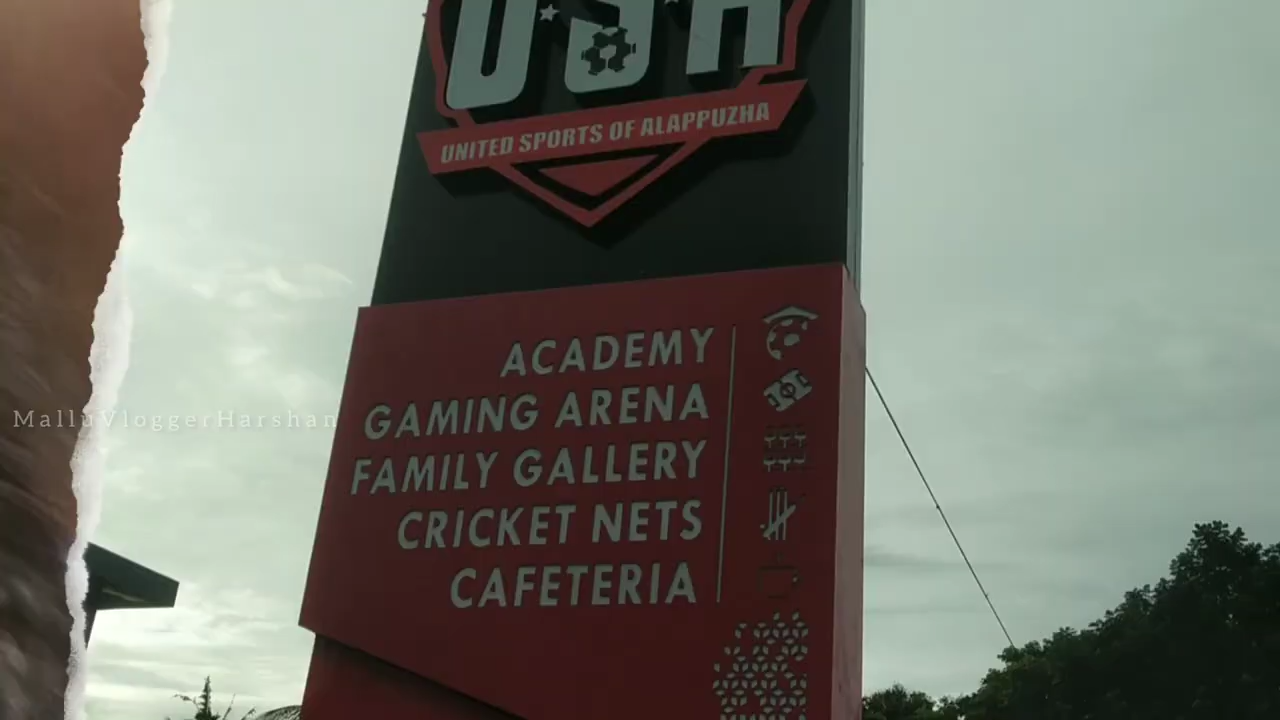 USA
UNITED SPORTS OF ALAPPUZHA
ACADEMY
GAMING ARENA
FAMILY GALLERY
CRICKET NETS
CAFETERIA
MalluVloggerHarshan